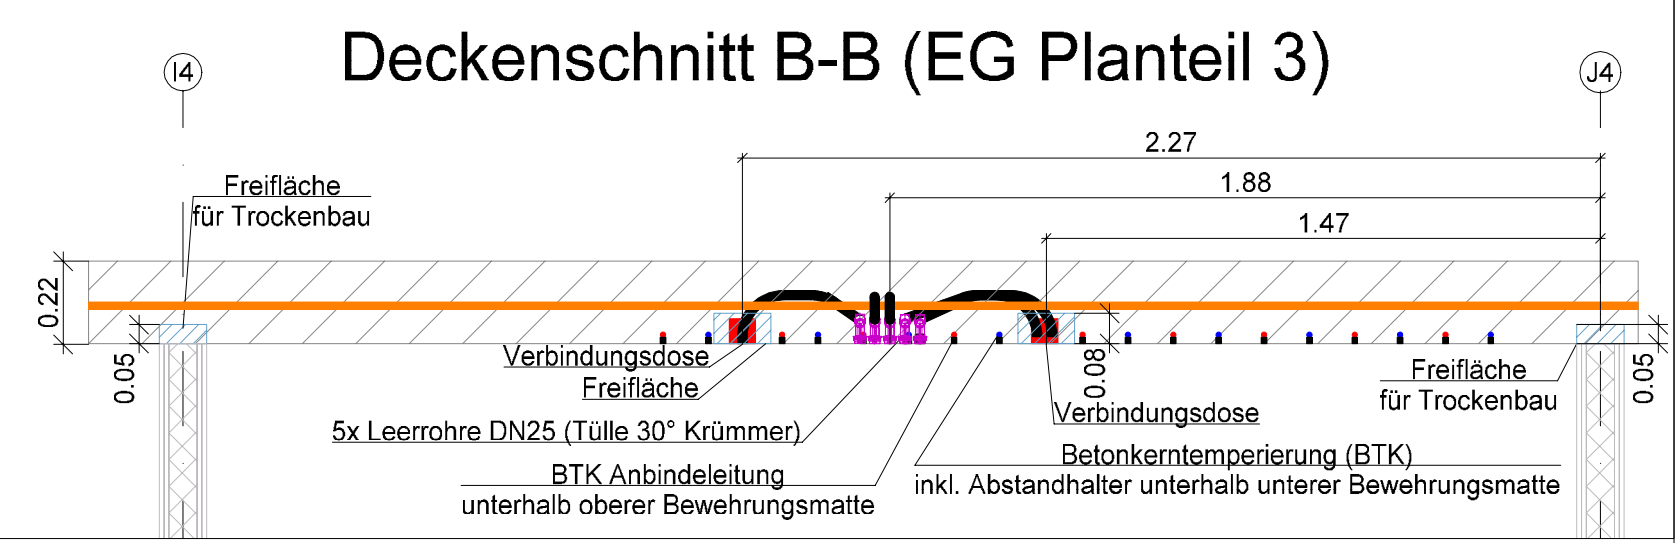 Deckenschnitt B-B (EG Planteil 3)
I4
J4
2.27
1.88
1.47
Freifläche
für Trockenbau
0.22
0.05
Verbindungsdose
Freifläche
5x Leerrohre DN25 (Tülle 30° Krümmer)
BTK Anbindeleitung
unterhalb oberer Bewehrungsmatte
0.08
Verbindungsdose
Betonkerntemperierung (BTK)
inkl. Abstandhalter unterhalb unterer Bewehrungsmatte
Freifläche
für Trockenbau
0.05